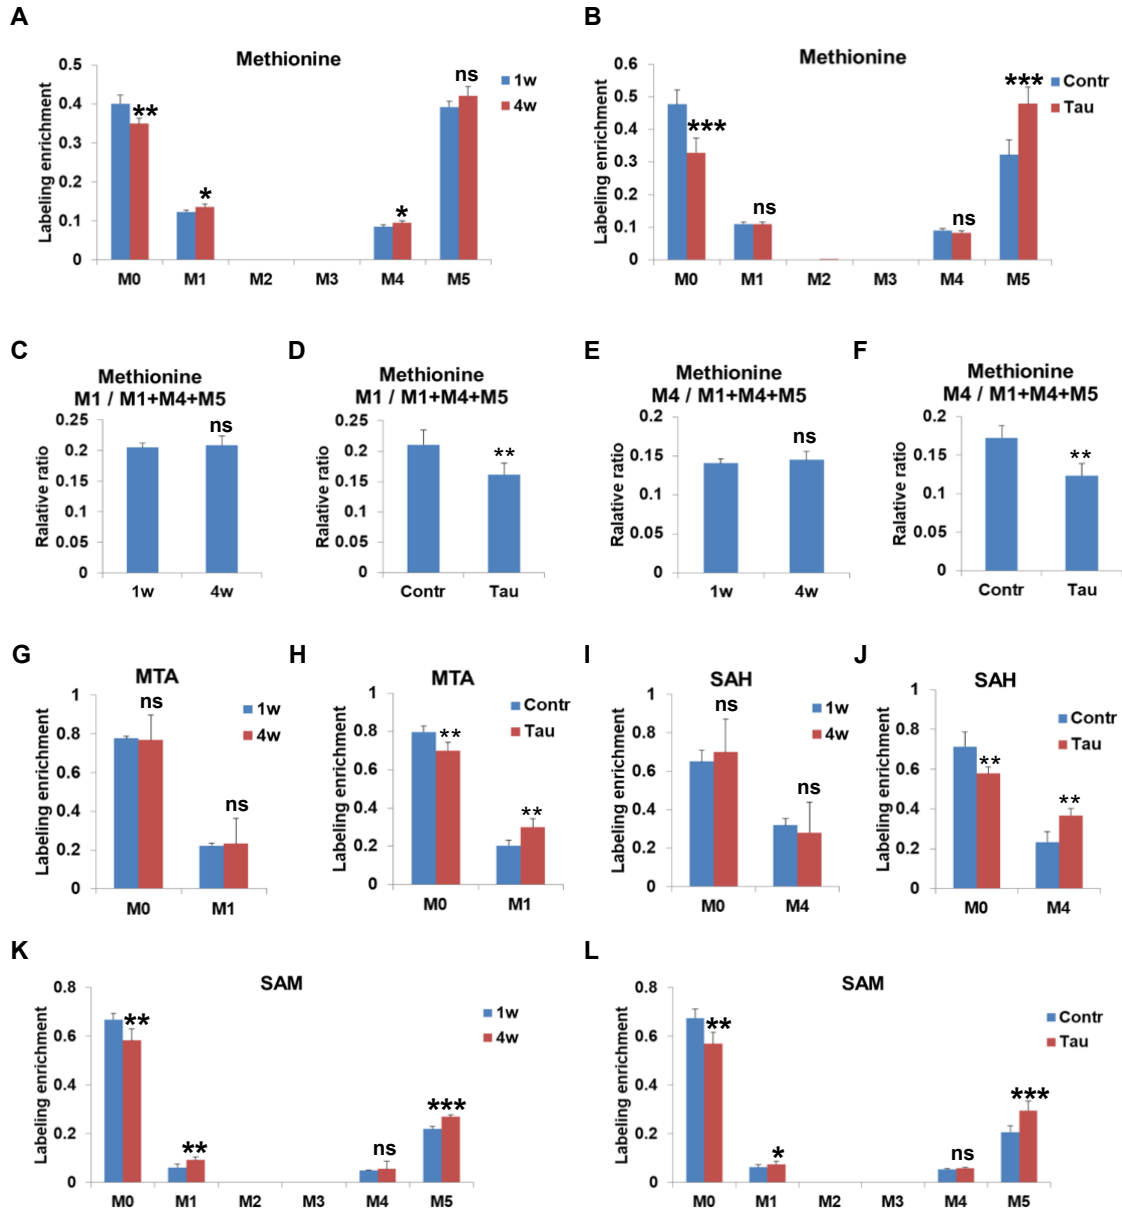 A
Methionine
Labeling enrichment
0.5
0.4
0.3
0.2
0.1
0
**
*
*
ns
1w
4w
M0 M1 M2 M3 M4 M5
B
Methionine
Labeling enrichment
0.6
0.5
0.4
0.3
0.2
0.1
0
***
ns
ns
***
Contr
Tau
M0 M1 M2 M3 M4 M5
C
Methionine
M1 / M1+M4+M5
Ralative ratio
0.25
0.2
0.15
0.1
0.05
0
ns
1w 4w
D
Methionine
M1 / M1+M4+M5
Ralative ratio
0.25
0.2
0.15
0.1
0.05
0
**
Contr Tau
E
Methionine
M4 / M1+M4+M5
Ralative ratio
0.2
0.15
0.1
0.05
0
ns
1w 4w
F
Methionine
M4 / M1+M4+M5
Ralative ratio
0.2
0.15
0.1
0.05
0
**
Contr Tau
G
MTA
Labeling enrichment
1
0.8
0.6
0.4
0.2
0
ns
ns
1w
4w
M0 M1
H
MTA
Labeling enrichment
1
0.8
0.6
0.4
0.2
0
**
**
Contr
Tau
M0 M1
I
SAH
Labeling enrichment
1
0.8
0.6
0.4
0.2
0
ns
ns
1w
4w
M0 M4
J
SAH
Labeling enrichment
1
0.8
0.6
0.4
0.2
0
**
**
Contr
Tau
M0 M4
K
SAM
Labeling enrichment
0.8
0.6
0.4
0.2
0
**
**
ns
***
1w
4w
M0 M1 M2 M3 M4 M5
L
SAM
Labeling enrichment
0.8
0.6
0.4
0.2
0
**
*
ns
***
Contr
Tau
M0 M1 M2 M3 M4 M5